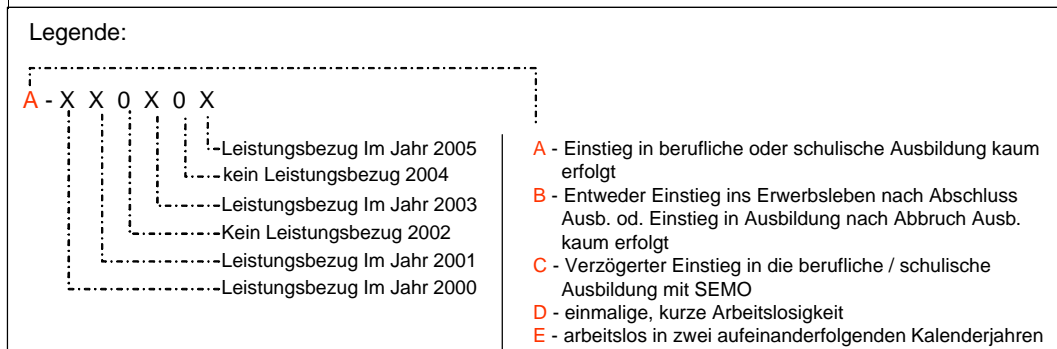 Legende:
A - X X 0 X 0 X
Leistungsbezug Im Jahr 2005
kein Leistungsbezug 2004
Leistungsbezug Im Jahr 2003
Kein Leistungsbezug 2002
Leistungsbezug Im Jahr 2001
Leistungsbezug Im Jahr 2000
A - Einstieg in berufliche oder schulische Ausbildung kaum
erfolgt
B - Entweder Einstieg ins Erwerbsleben nach Abschluss
Ausb. od. Einstieg in Ausbildung nach Abbruch Ausb.
kaum erfolgt
C - Verzögerter Einstieg in die berufliche / schulische
Ausbildung mit SEMO
D - einmalige, kurze Arbeitslosigkeit
E - arbeitslos in zwei aufeinanderfolgenden Kalenderjahren